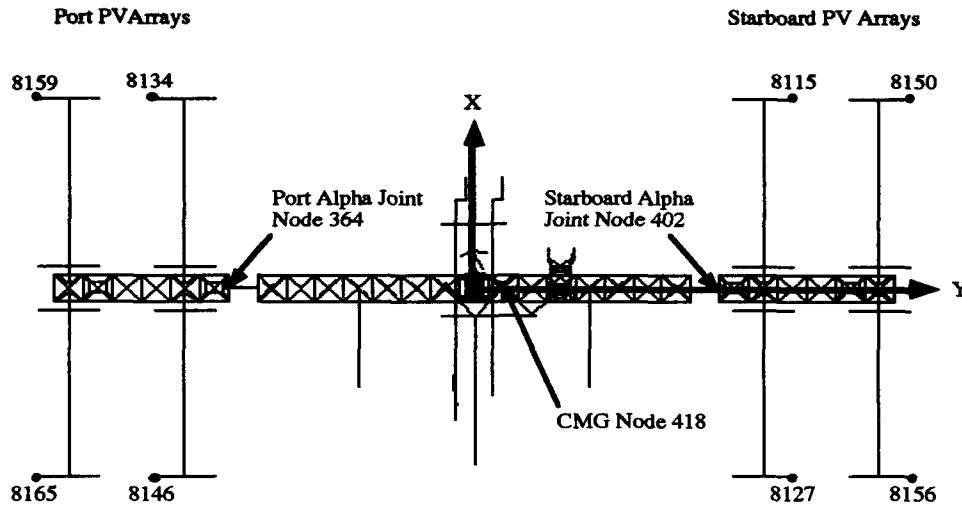 Port PVArrays
Starboard PV Arrays
8159
8134
8115
8150
X
Port Alpha Joint
Node 364
Starboard Alpha
Joint Node 402
Y
CMG Node 418
8165
8146
8127
8156